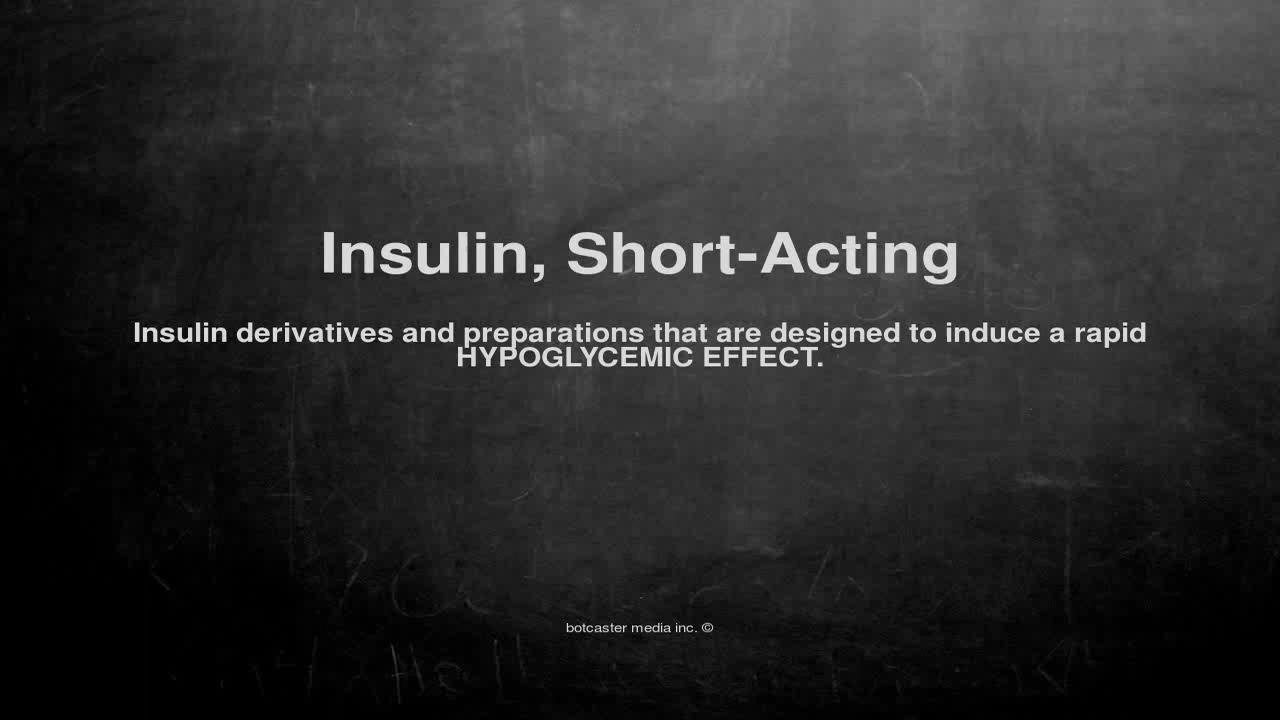 Insulin, Short-Acting
Insulin derivatives and preparations that are designed to induce a rapid
HYPOGLYCEMIC EFFECT.
botcaster media inc. ©